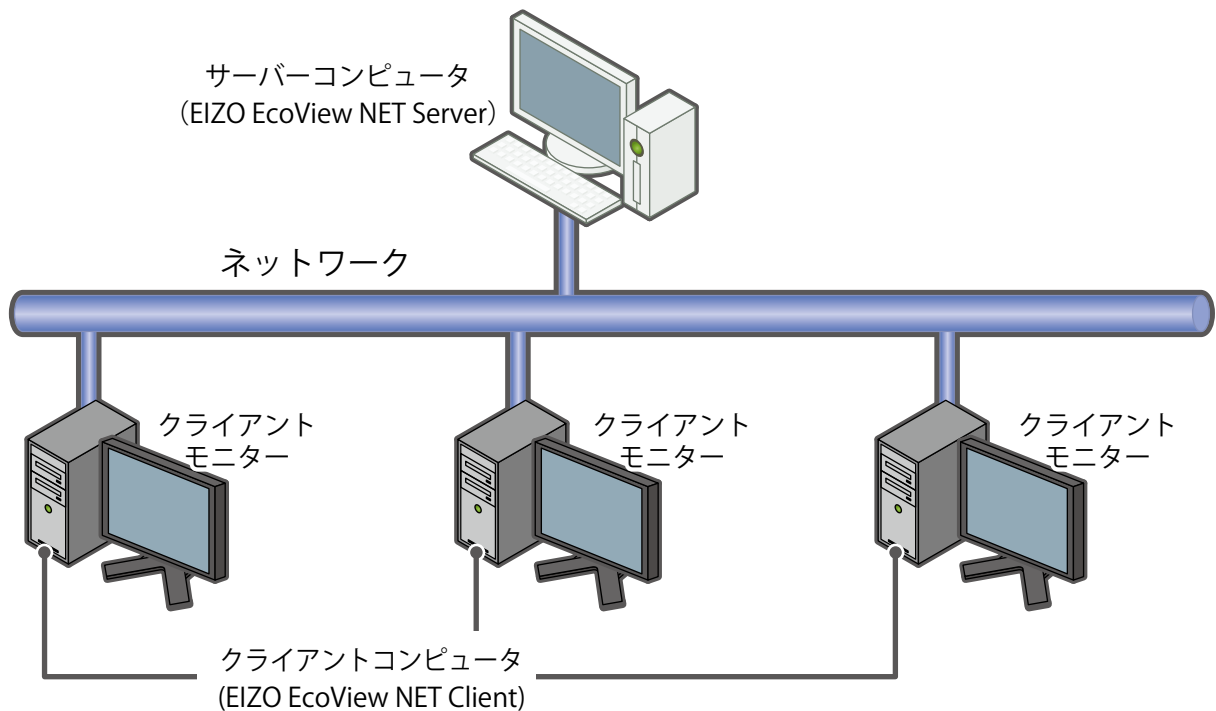 サーバーコンピュータ
(EIZO EcoView NET Server)
ネットワーク
クライアント
モニター
クライアント
モニター
クライアント
モニター
クライアントコンピュータ
(EIZO EcoView NET Client)